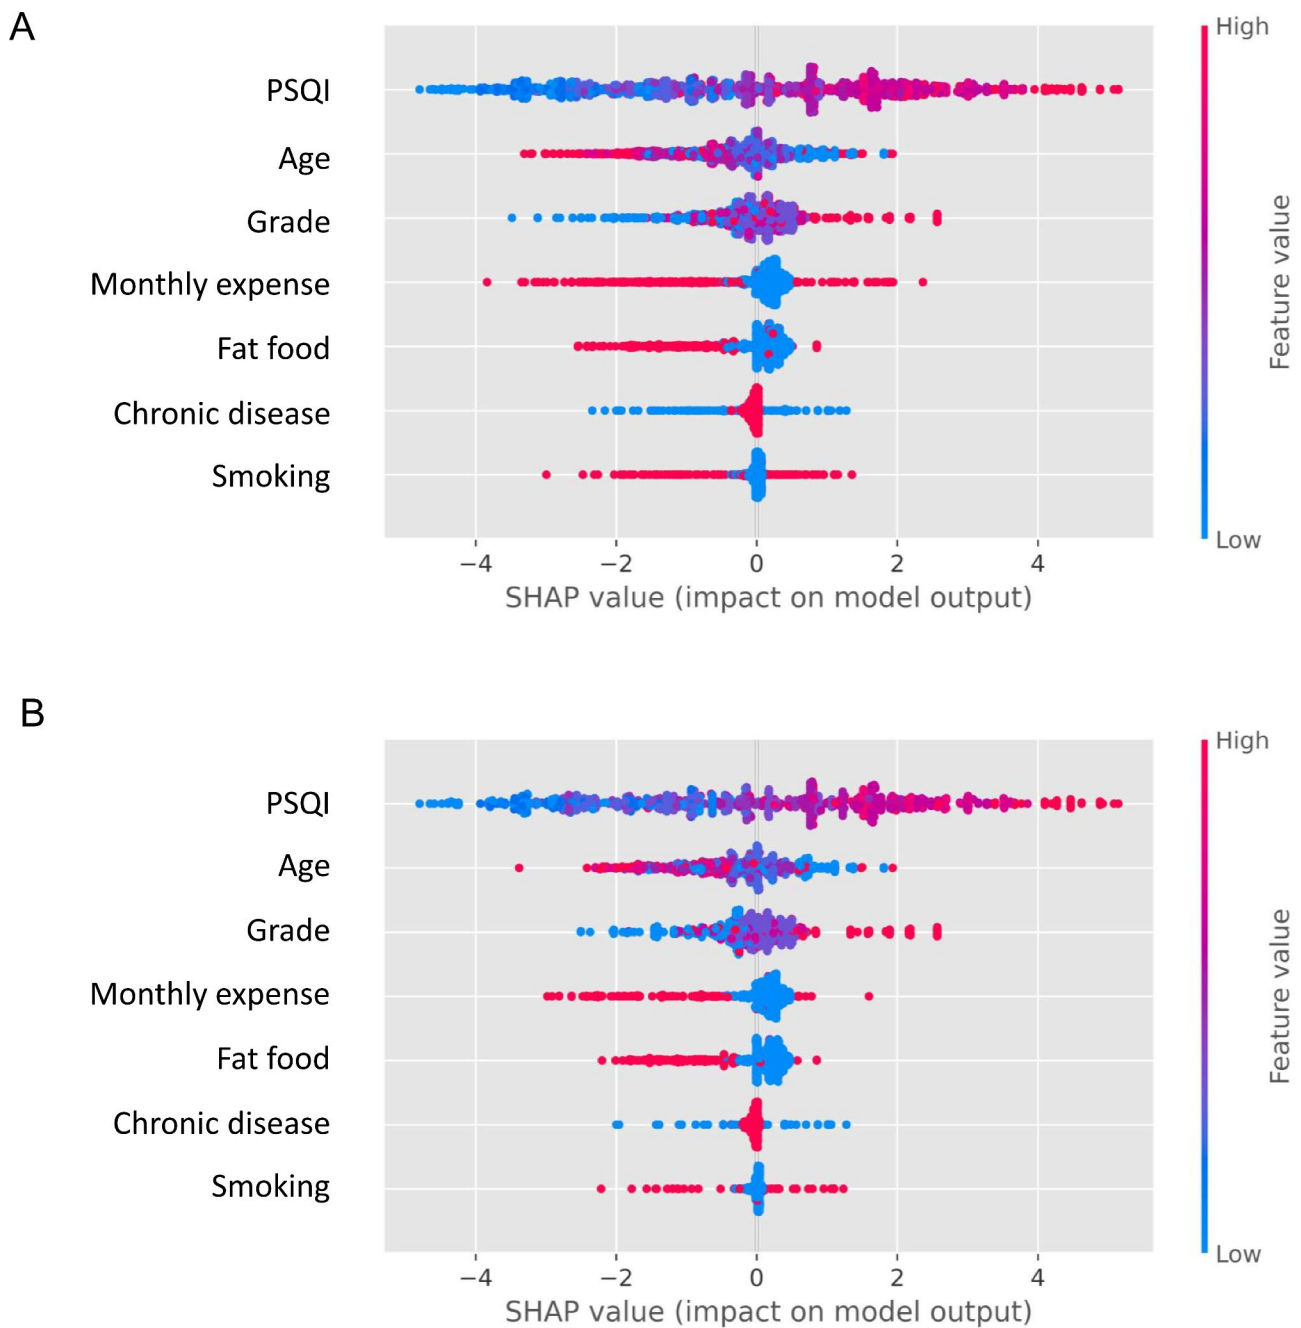 A
High
PSQI
Age
Grade
Monthly expense
Fat food
Chronic disease
Smoking
Feature value
Low
−4
−2
0
2
4
SHAP value (impact on model output)
B
High
PSQI
Age
Grade
Monthly expense
Fat food
Chronic disease
Smoking
Feature value
Low
−4
−2
0
2
4
SHAP value (impact on model output)